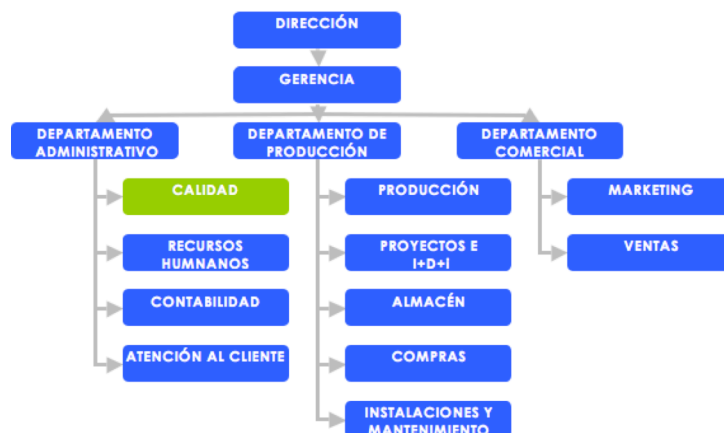 DIRECCIÓN
GERENCIA
DEPARTAMENTO
ADMINISTRATIVO
DEPARTAMENTO DE
PRODUCCIÓN
DEPARTAMENTO
COMERCIAL
CALIDAD
PRODUCCIÓN
MARKETING
RECURSOS
HUMNANOS
PROYECTOS E
I+D+I
VENTAS
CONTABILIDAD
ALMACÉN
ATENCIÓN AL CLIENTE
COMPRAS
INSTALACIONES Y
MANTENIMIENTO